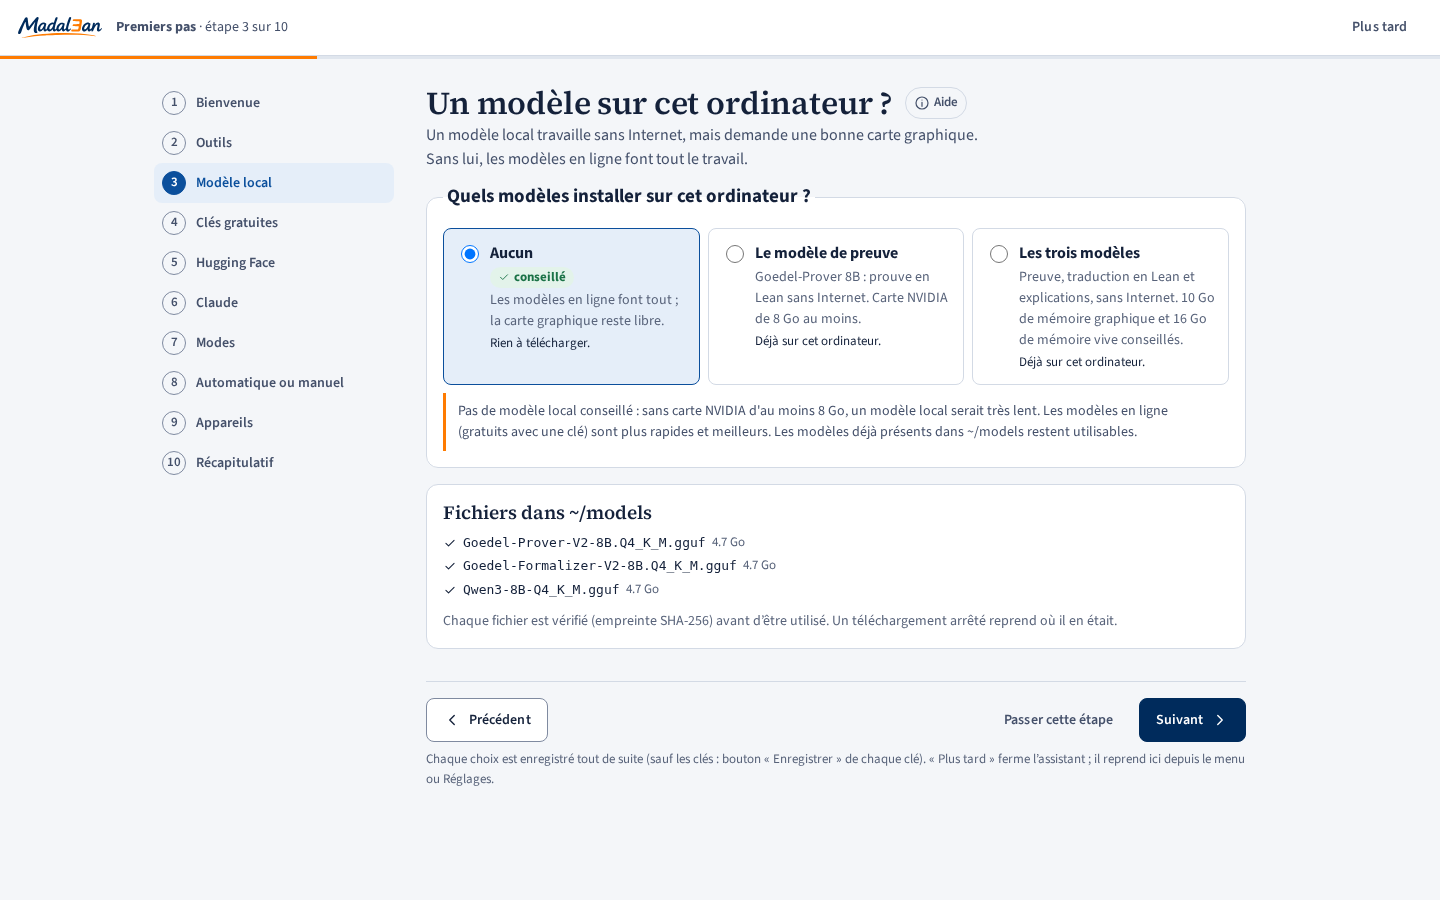 MadalƎan Premiers pas · étape 3 sur 10 Plus tard
1 Bienvenue
2 Outils
3 Modèle local
4 Clés gratuites
5 Hugging Face
6 Claude
7 Modes
8 Automatique ou manuel
9 Appareils
10 Récapitulatif
Un modèle sur cet ordinateur ? Aide
Un modèle local travaille sans Internet, mais demande une bonne carte graphique.
Sans lui, les modèles en ligne font tout le travail.
Quels modèles installer sur cet ordinateur ?
Aucun
conseillé
Les modèles en ligne font tout ;
la carte graphique reste libre.
Rien à télécharger.
Le modèle de preuve
Goedel-Prover 8B : prouve en
Lean sans Internet. Carte NVIDIA
de 8 Go au moins.
Déjà sur cet ordinateur.
Les trois modèles
Preuve, traduction en Lean et
explications, sans Internet. 10 Go
de mémoire graphique et 16 Go
de mémoire vive conseillés.
Déjà sur cet ordinateur.
Pas de modèle local conseillé : sans carte NVIDIA d'au moins 8 Go, un modèle local serait très lent. Les modèles en ligne
(gratuits avec une clé) sont plus rapides et meilleurs. Les modèles déjà présents dans ~/models restent utilisables.
Fichiers dans ~/models
Goedel-Prover-V2-8B.Q4_K_M.gguf 4.7 Go
Goedel-Formalizer-V2-8B.Q4_K_M.gguf 4.7 Go
Qwen3-8B-Q4_K_M.gguf 4.7 Go
Chaque fichier est vérifié (empreinte SHA-256) avant d’être utilisé. Un téléchargement arrêté reprend où il en était.
Précédent Passer cette étape Suivant
Chaque choix est enregistré tout de suite (sauf les clés : bouton « Enregistrer » de chaque clé). « Plus tard » ferme l’assistant ; il reprend ici depuis le menu
ou Réglages.